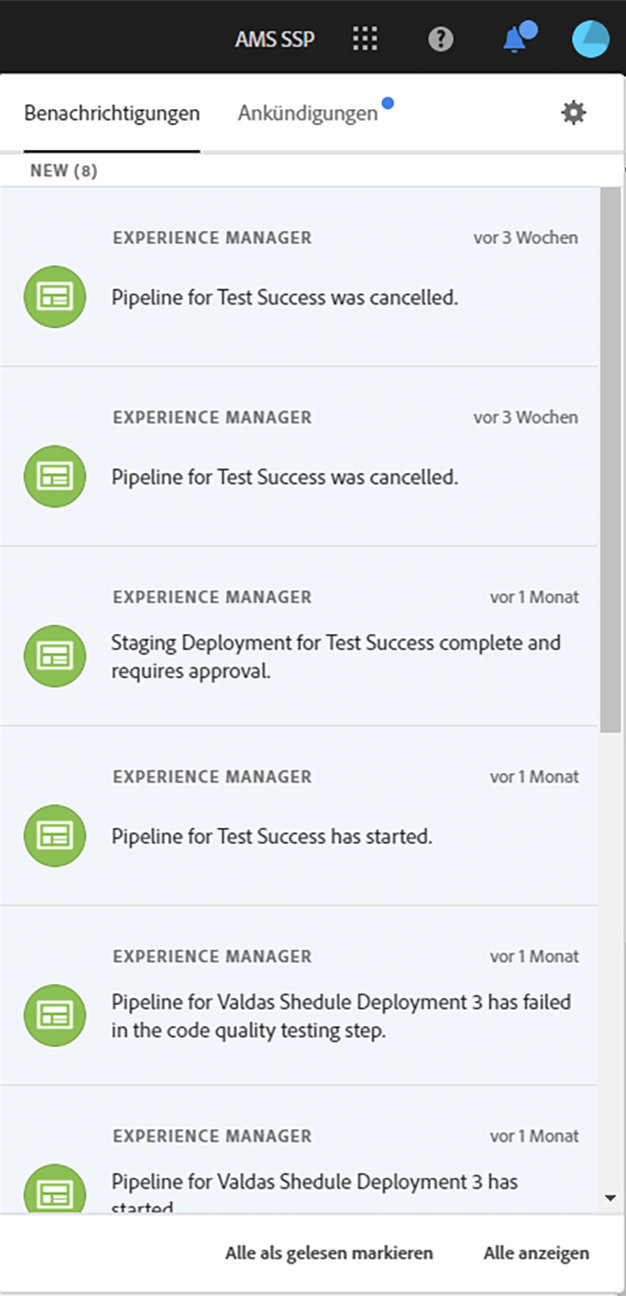 AMS SSP
Benachrichtigungen Ankündigungen
NEW (8)
EXPERIENCE MANAGER vor 3 Wochen
Pipeline for Test Success was cancelled.
EXPERIENCE MANAGER vor 3 Wochen
Pipeline for Test Success was cancelled.
EXPERIENCE MANAGER vor 1 Monat
Staging Deployment for Test Success complete and
requires approval.
EXPERIENCE MANAGER vor 1 Monat
Pipeline for Test Success has started.
EXPERIENCE MANAGER vor 1 Monat
Pipeline for Valdas Shedule Deployment 3 has failed
in the code quality testing step.
EXPERIENCE MANAGER vor 1 Monat
Pipeline for Valdas Shedule Deployment 3 has
started
Alle als gelesen markieren Alle anzeigen